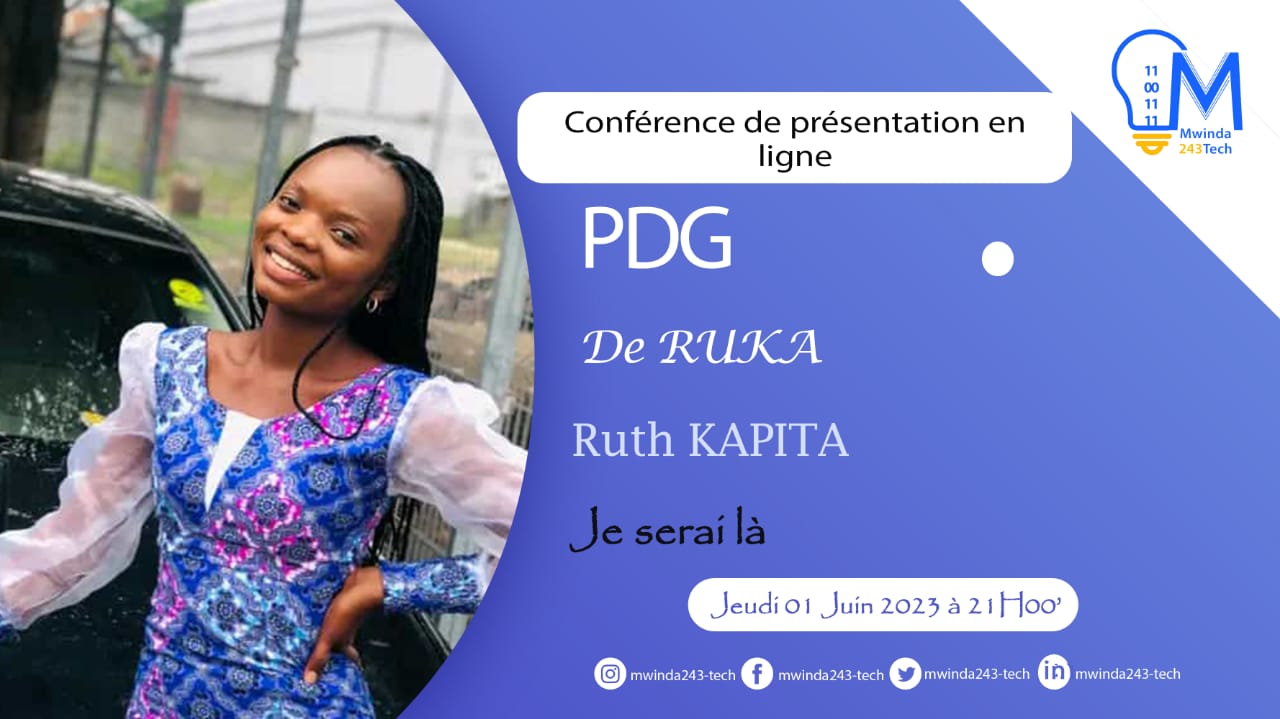 11
00
11
11
M
Mwinda
243Tech
Conférence de présentation en
ligne
PDG
De RUKA
Ruth KAPITA
Je serai là
Jeudi 01 Juin 2023 à 21H00’
mwinda243-tech mwinda243-tech mwinda243-tech in mwinda243-tech